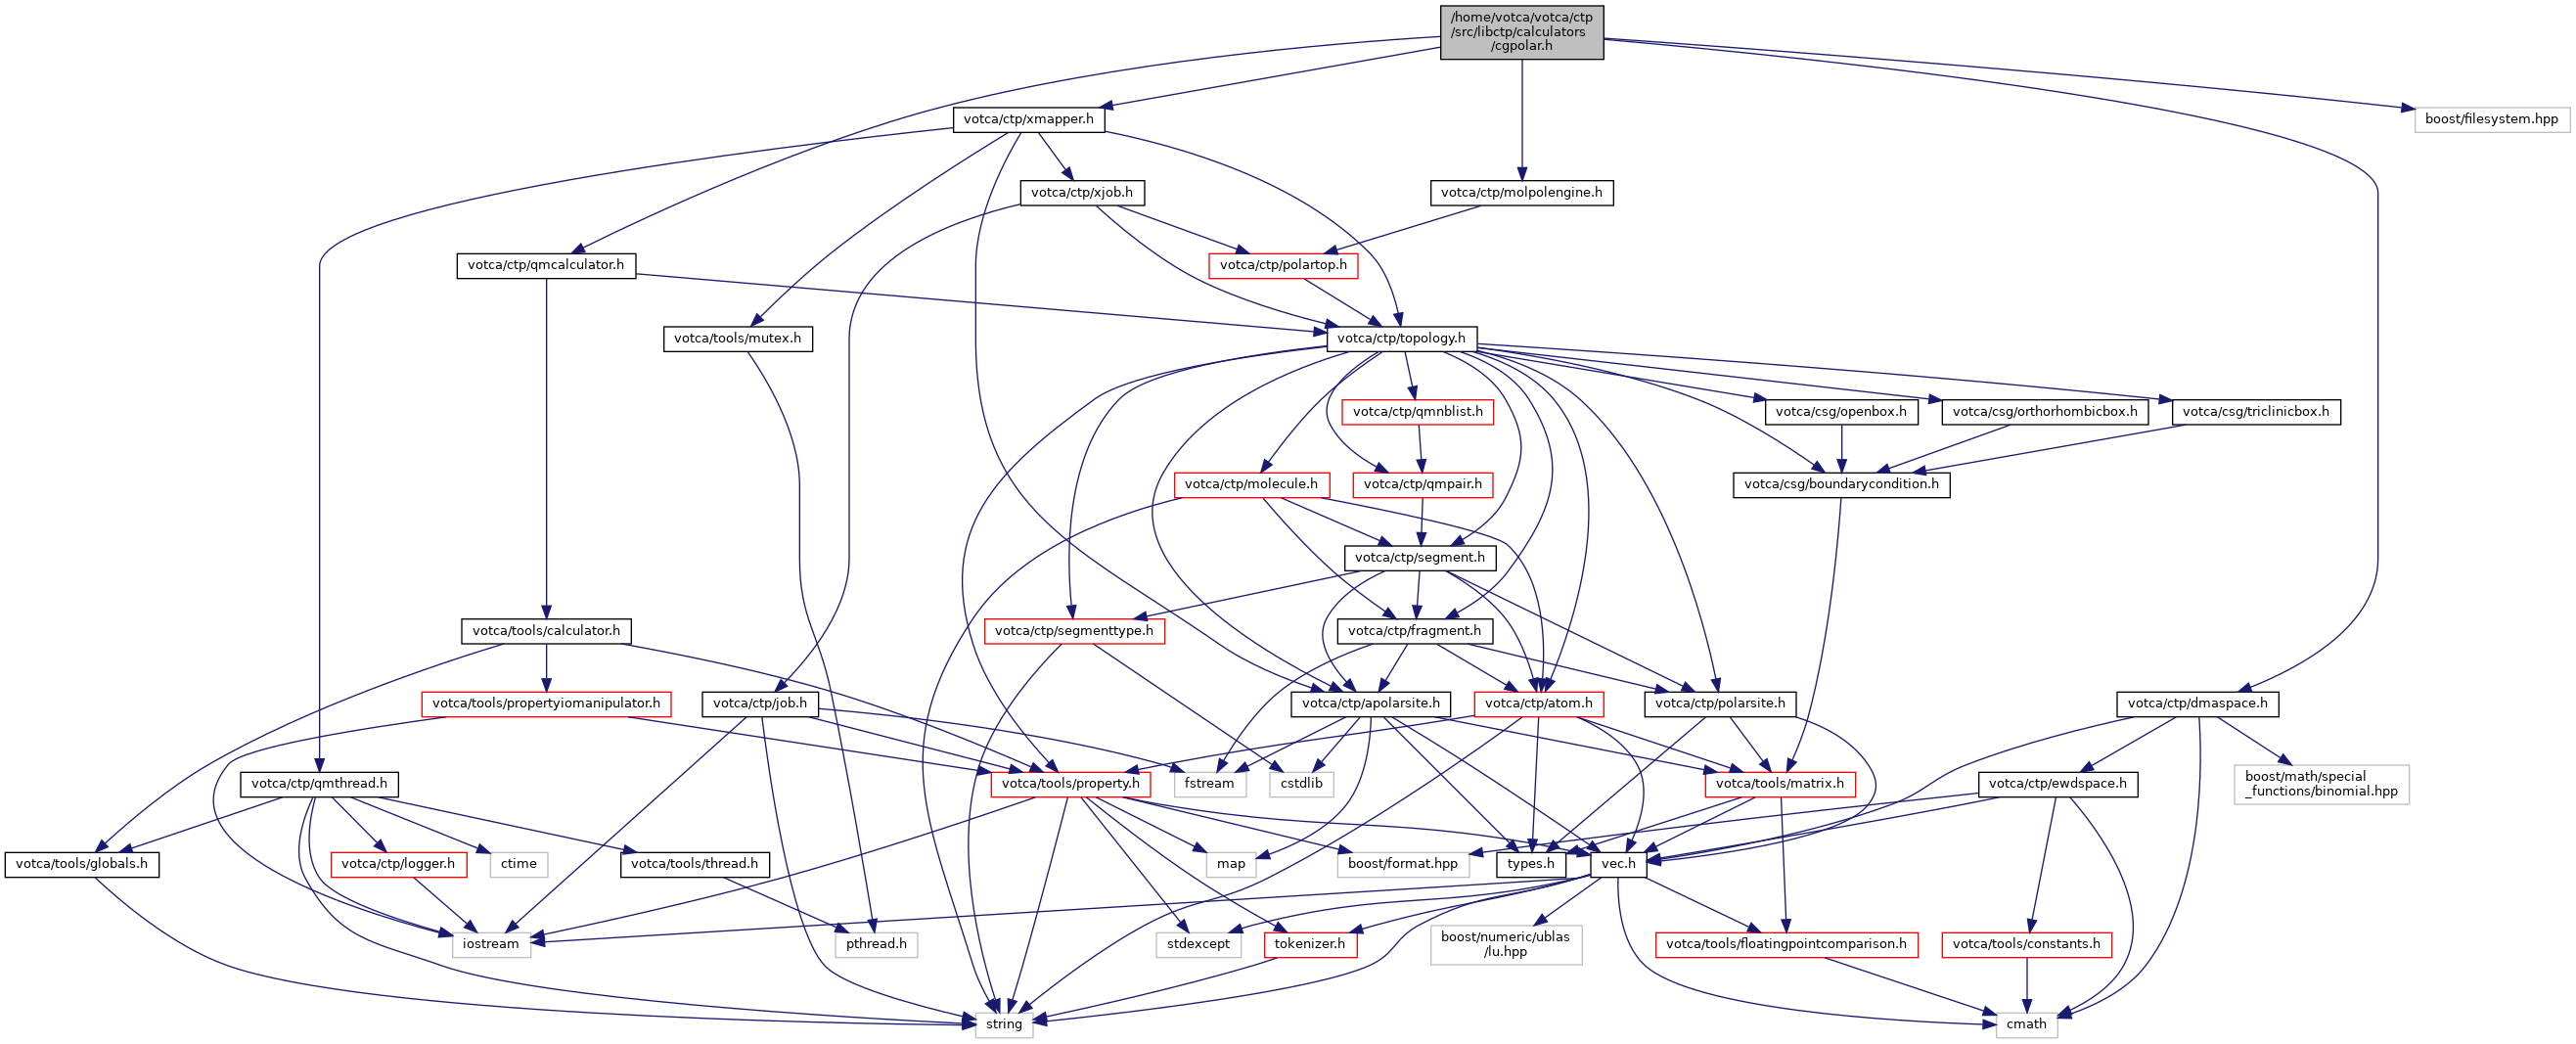 /home/votca/votca/ctp
/src/libctp/calculators
/cgpolar.h
votca/ctp/xmapper.h
boost/filesystem.hpp
votca/ctp/xjob.h
votca/ctp/molpolengine.h
votca/ctp/qmcalculator.h
votca/ctp/polartop.h
votca/tools/mutex.h
votca/ctp/topology.h
votca/ctp/qmnblist.h
votca/csg/openbox.h
votca/csg/orthorhombicbox.h
votca/csg/triclinicbox.h
votca/ctp/molecule.h
votca/ctp/qmpair.h
votca/csg/boundarycondition.h
votca/ctp/segment.h
votca/tools/calculator.h
votca/ctp/segmenttype.h
votca/ctp/fragment.h
votca/tools/propertyiomanipulator.h
votca/ctp/job.h
votca/ctp/apolarsite.h
votca/ctp/atom.h
votca/ctp/polarsite.h
votca/ctp/dmaspace.h
votca/ctp/qmthread.h
votca/tools/property.h
fstream
cstdlib
votca/tools/matrix.h
votca/ctp/ewdspace.h
boost/math/special
_functions/binomial.hpp
votca/tools/globals.h
votca/ctp/logger.h
ctime
votca/tools/thread.h
map
boost/format.hpp
types.h
vec.h
iostream
pthread.h
stdexcept
tokenizer.h
boost/numeric/ublas
/lu.hpp
votca/tools/floatingpointcomparison.h
votca/tools/constants.h
string
cmath